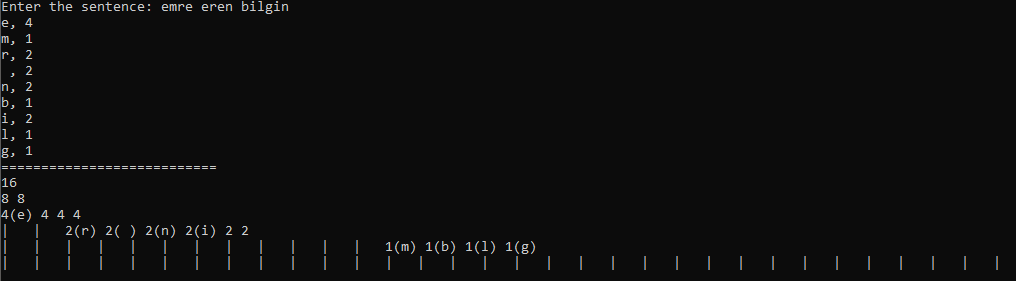 Enter the sentence: emre eren bilgin
e, 4
m, 1
r, 2
 , 2
n, 2
b, 1
i, 2
l, 1
g, 1
===========================
16
8 8
4(e) 4 4 4
|   |   2(r) 2( ) 2(n) 2(i) 2 2
|   |   |   |   |   |   |   |   |   |   |   |   1(m) 1(b) 1(l) 1(g)
|   |   |   |   |   |   |   |   |   |   |   |   |   |   |   |   |   |   |   |   |   |   |   |   |   |   |   |   |   |   |   |